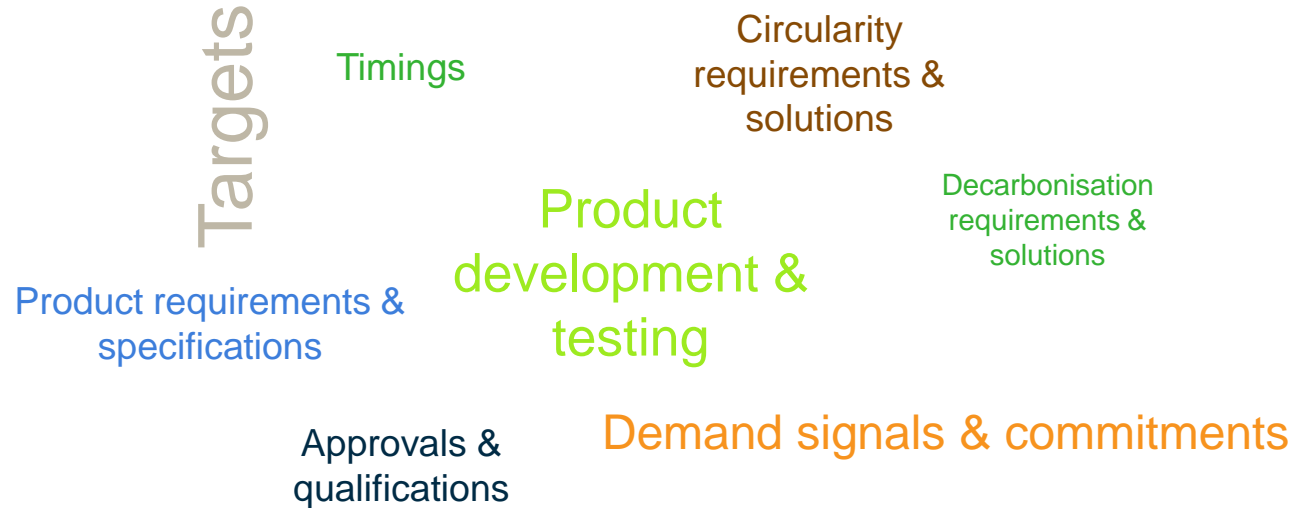 Targets
Timings
Circularity
requirements &
solutions
Decarbonisation
requirements &
solutions
Product
development &
testing
Product requirements &
specifications
Demand signals & commitments
Approvals &
qualifications